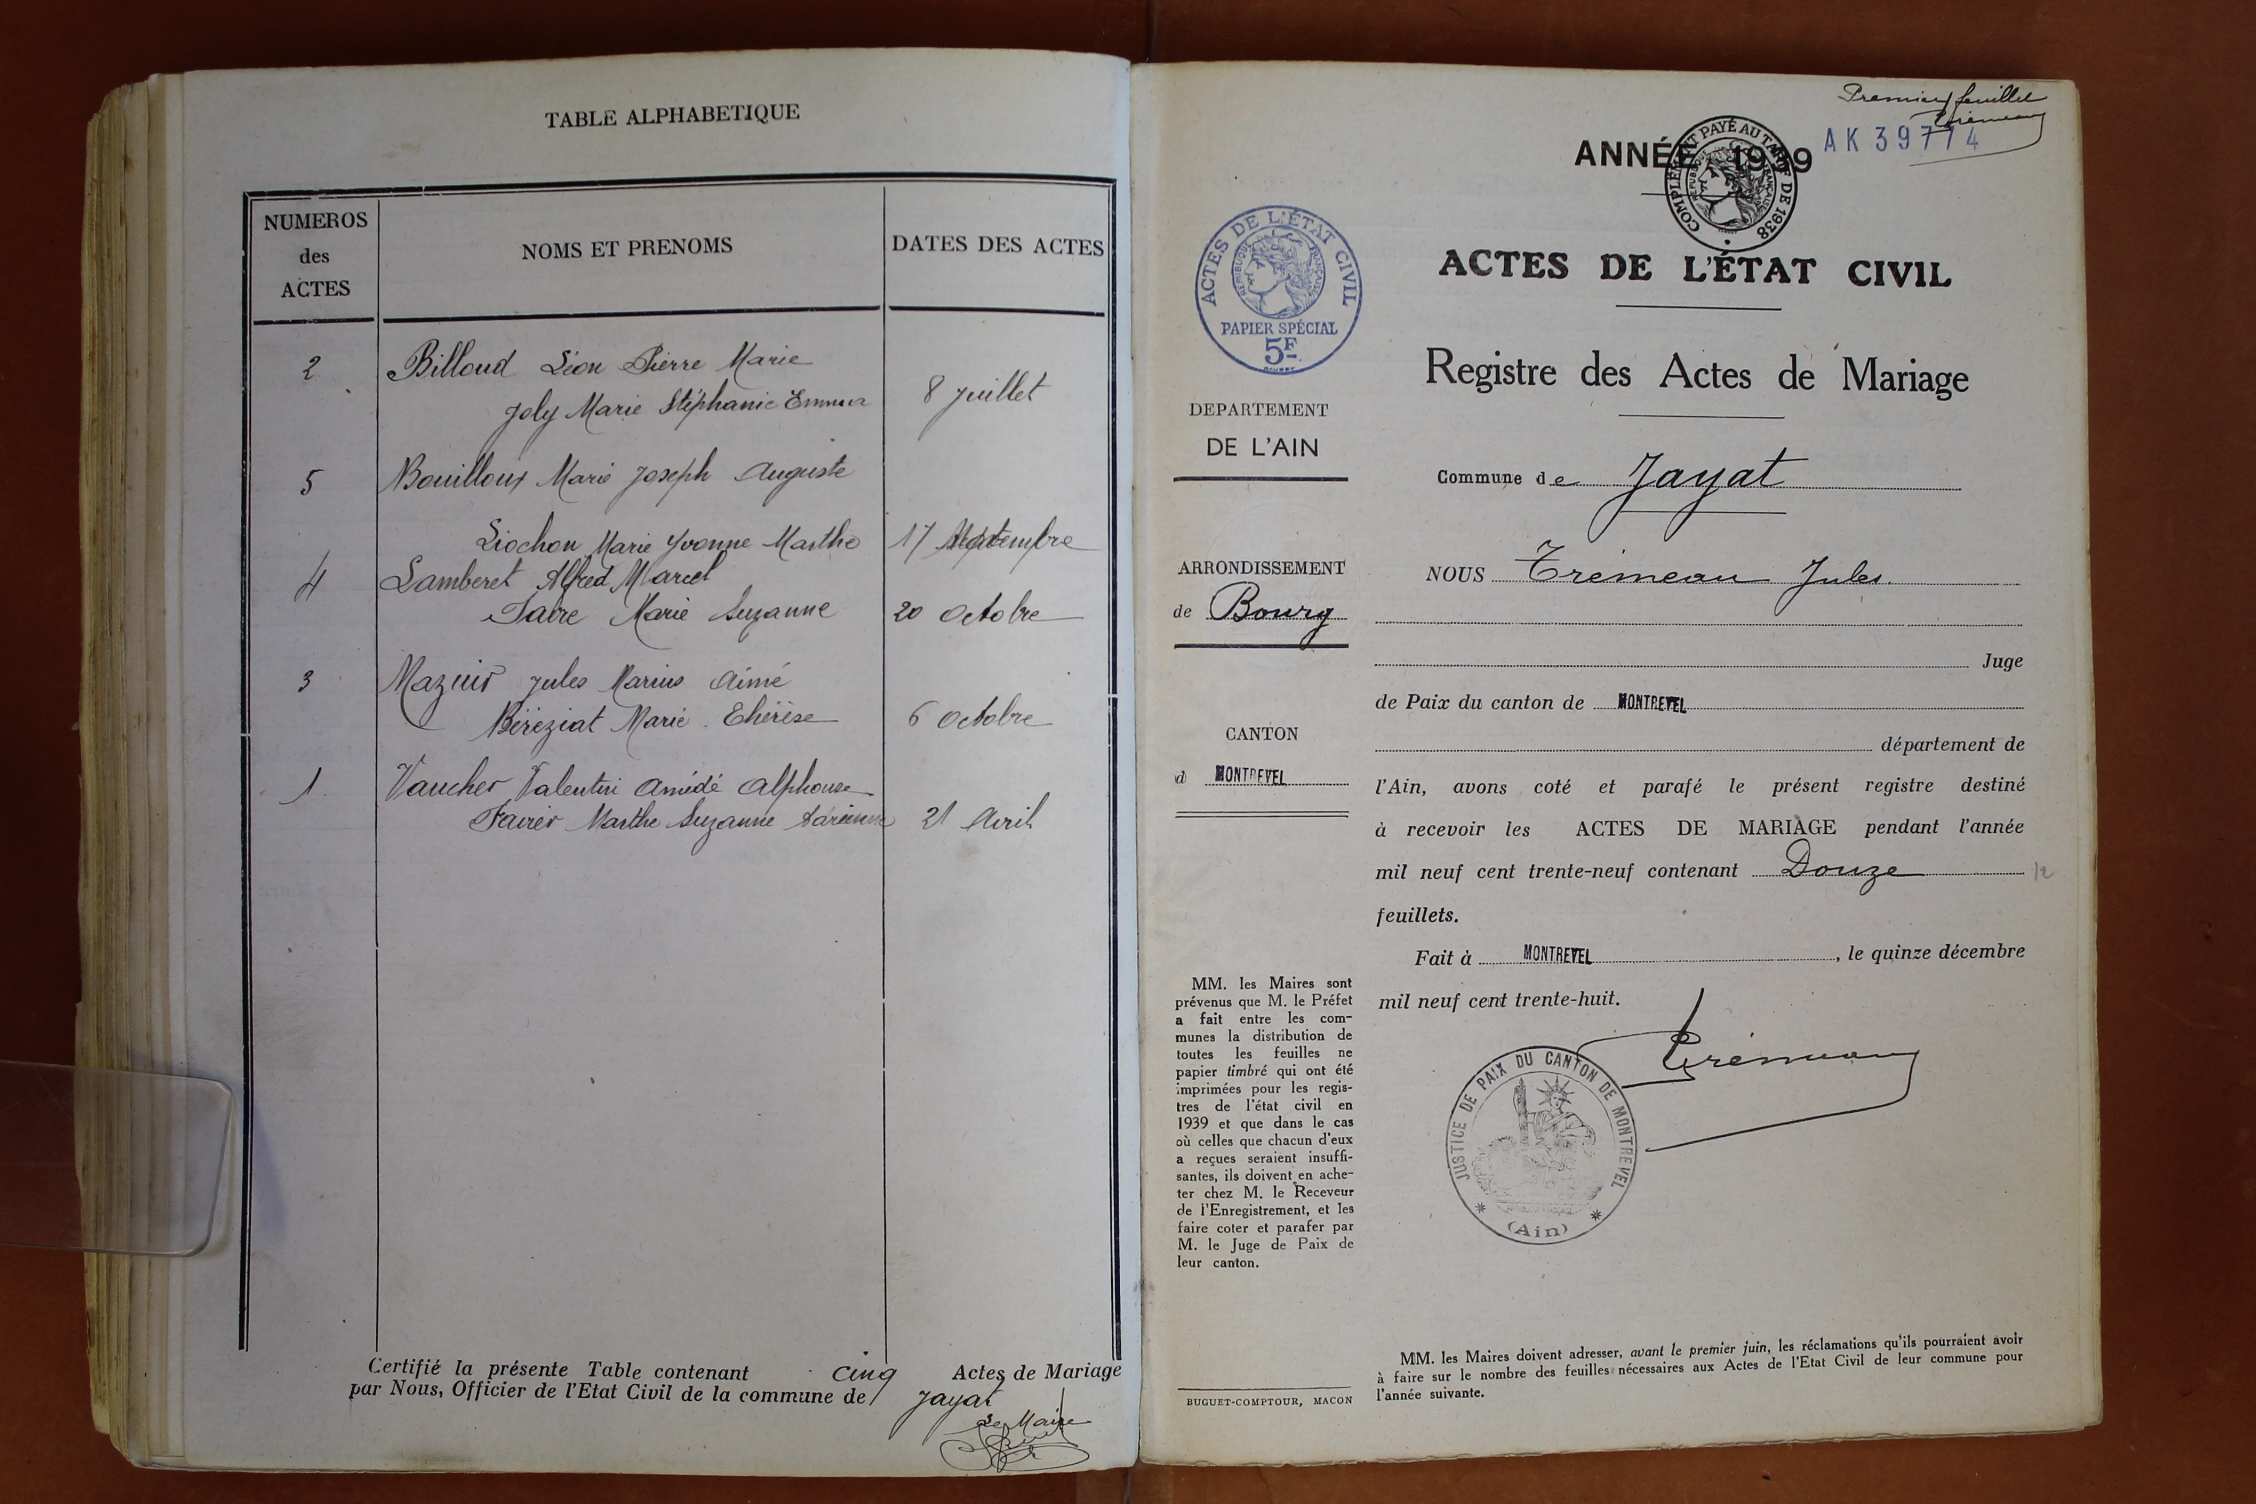 TABLE ALPHABETIQUE
NUMEROS
des
ACTES
NOMS ET PRENOMS
DATES DES ACTES
2 Billoud Léon Pierre Marie
Joly Marie Stéphanie Emma 8 juillet
5 Bouilloux Marie Joseph Auguste
Liochon Marie Yvonne Marthe 17 Septembre
4 Lamberet Alfred Marcel
Favre Marie Suzanne 20 Octobre
3 Mazuir Jules Marius Aimé
Béréziat Marie Thérèse 6 Octobre
1 Vaucher Valentin Amédé Alphonse
Marthe Suzanne 21 Avril
Certifié la présente Table contenant cinq Actes de Mariage
par Nous, Officier de l'Etat Civil de la commune de Jayat
Le Maire
Premier feuillet
Trémeau
AK 39774
ANNÉE 1939
COMPLÉMENT PAYÉ AU TARIF DE 1938
RÉPUBLIQUE FRANÇAISE
ACTES DE L'ÉTAT CIVIL
RÉPUBLIQUE FRANÇAISE
PAPIER SPÉCIAL
5F
DEPARTEMENT
DE L'AIN
ARRONDISSEMENT
de Bourg
CANTON
d MONTREVEL
MM. les Maires sont
prévenus que M. le Préfet
a fait entre les com-
munes la distribution de
toutes les feuilles ne
papier timbré qui ont été
imprimées pour les regis-
tres de l'état civil en
1939 et que dans le cas
où celles que chacun d'eux
a reçues seraient insuffi-
santes, ils doivent en ache-
ter chez M. le Receveur
de l'Enregistrement, et les
faire coter et parafer par
M. le Juge de Paix de
leur canton.
BUGUET-COMPTOUR, MACON
ACTES DE L'ÉTAT CIVIL
Registre des Actes de Mariage
Commune de Jayat
NOUS Trémeau Jules
Juge
de Paix du canton de MONTREVEL
département de
l'Ain, avons coté et parafé le présent registre destiné
à recevoir les ACTES DE MARIAGE pendant l'année
mil neuf cent trente-neuf contenant Douze 12
feuillets.
Fait à MONTREVEL, le quinze décembre
mil neuf cent trente-huit.
Trémeau
JUSTICE DE PAIX DU CANTON DE MONTREVEL
(Ain)
MM. les Maires doivent adresser, avant le premier juin, les réclamations qu'ils pourraient avoir
à faire sur le nombre des feuilles nécessaires aux Actes de l'Etat Civil de leur commune pour
l'année suivante.